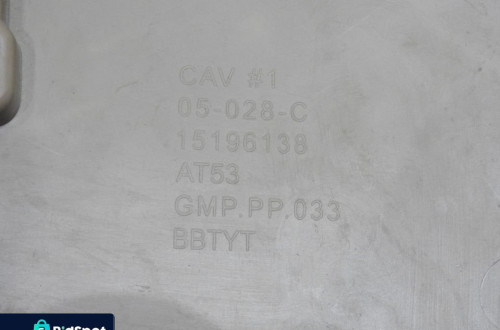 CAV #1
05-028-C
15196138
AT53
GMP.PP.033
BBTYT